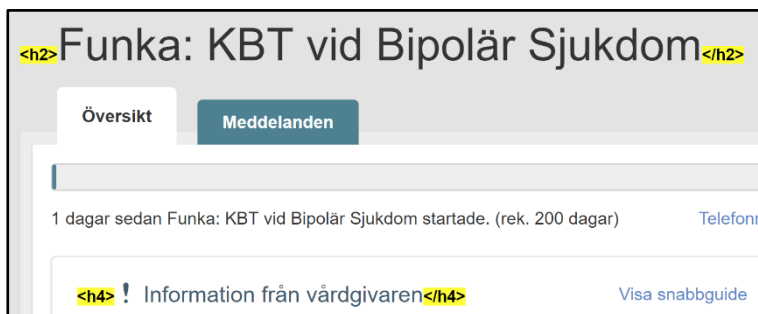 <h2>Funka: KBT vid Bipolär Sjukdom</h2>
Översikt Meddelanden
1 dagar sedan Funka: KBT vid Bipolär Sjukdom startade. (rek. 200 dagar)
<h4> ! Information från vårdgivaren</h4> Visa snabbguide